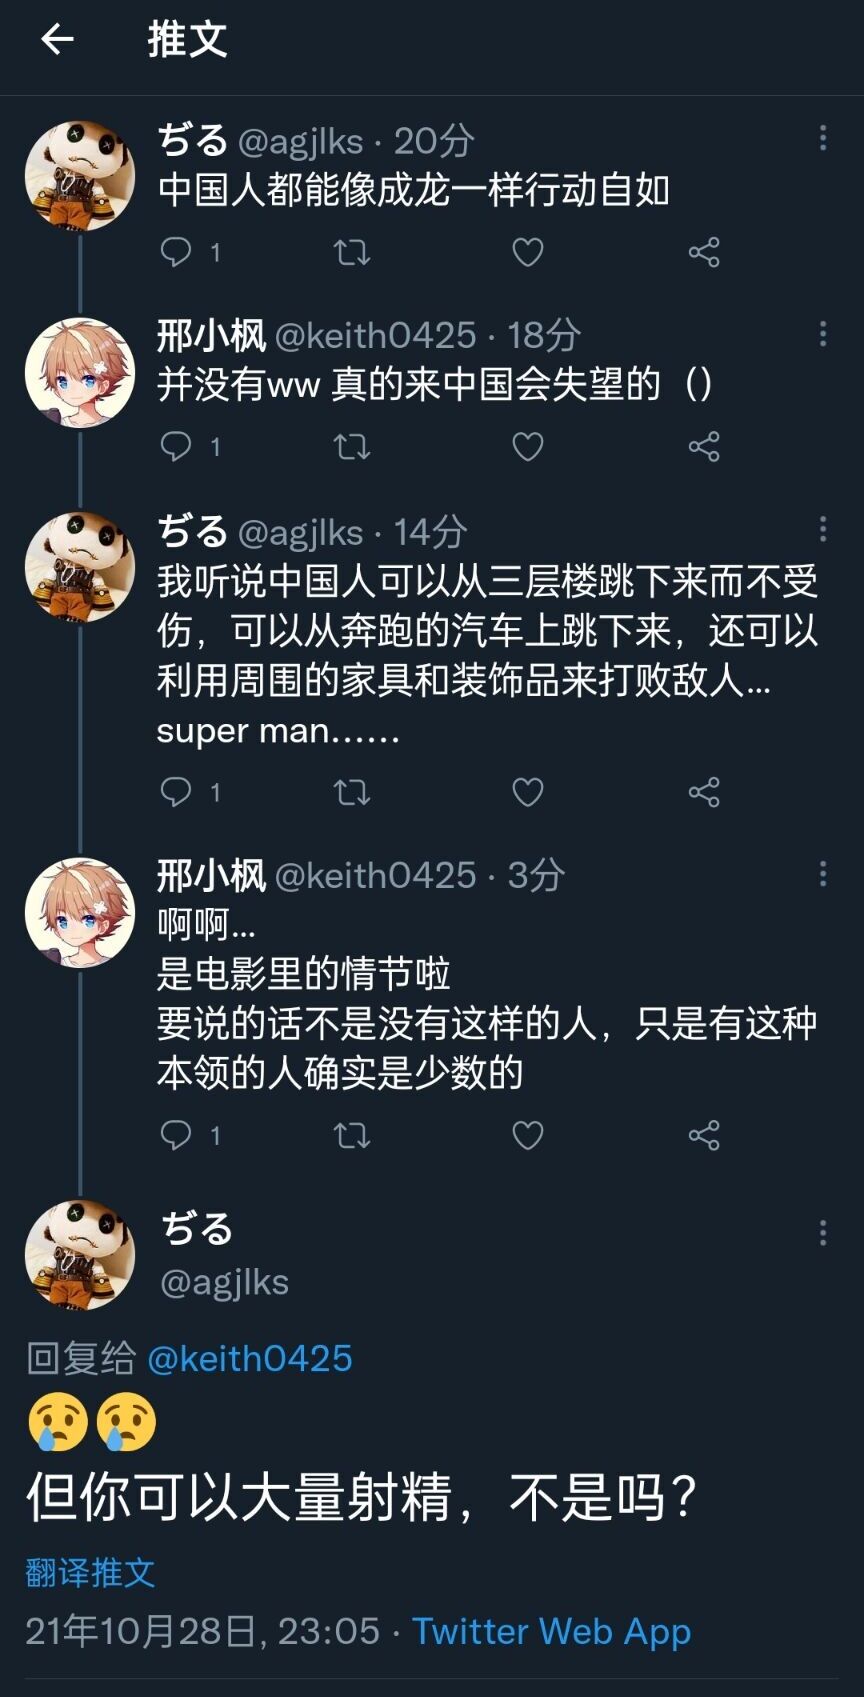 推文
ぢる @agjlks · 20分
中国人都能像成龙一样行动自如
1
邢小枫 @keith0425 · 18分
并没有ww 真的来中国会失望的（）
1
ぢる @agjlks · 14分
我听说中国人可以从三层楼跳下来而不受
伤，可以从奔跑的汽车上跳下来，还可以
利用周围的家具和装饰品来打败敌人...
super man……
1
邢小枫 @keith0425 · 3分
啊啊...
是电影里的情节啦
要说的话不是没有这样的人，只是有这种
本领的人确实是少数的
1
ぢる
@agjlks
回复给 @keith0425
😢😢
但你可以大量射精，不是吗？
翻译推文
21年10月28日, 23:05 · Twitter Web App